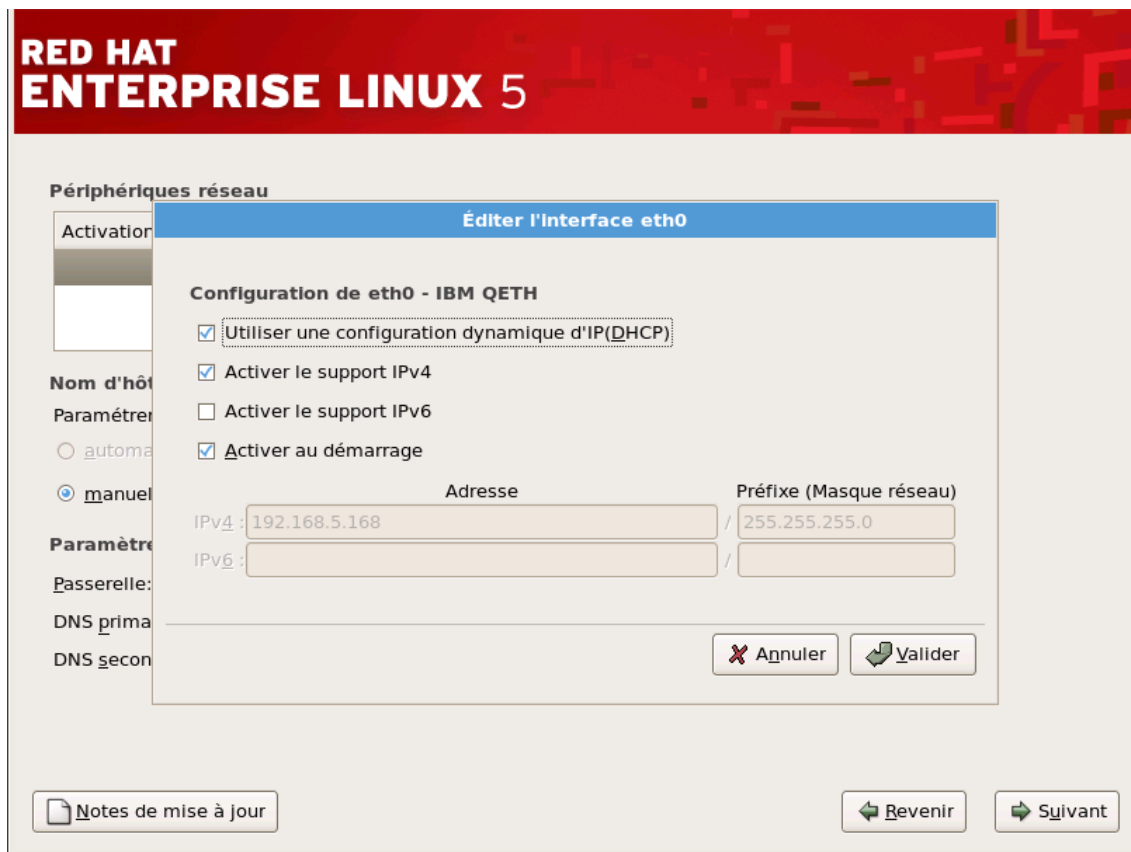 RED HAT
ENTERPRISE LINUX 5
Périphériques réseau
Éditer l'interface eth0
Activation
Configuration de eth0 - IBM QETH
Utiliser une configuration dynamique d'IP(DHCP)
Activer le support IPv4
Nom d'hôt
Activer le support IPv6
Paramétrer
automa
Activer au démarrage
manuel
Adresse
Préfixe (Masque réseau)
IPv4 : 192.168.5.168 / 255.255.255.0
Paramètre
IPv6 : /
Passerelle:
DNS prima
DNS secon
Annuler
Valider
Notes de mise à jour
Revenir
Suivant